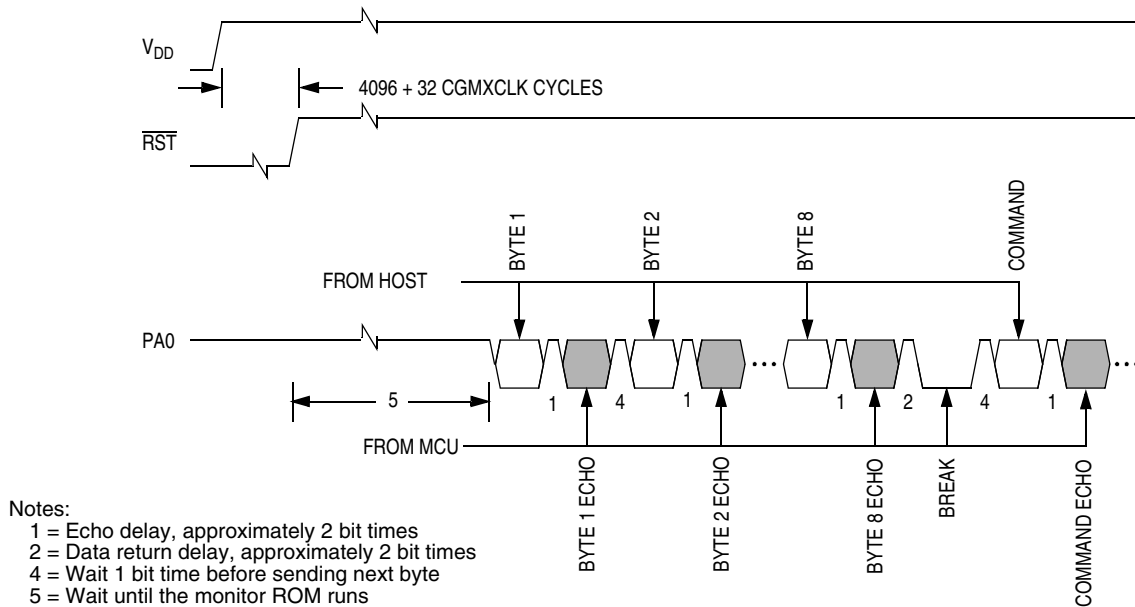 VDD
4096 + 32 CGMXCLK CYCLES
RST
BYTE 1
BYTE 2
BYTE 8
COMMAND
FROM HOST
PA0
1
4
1
1
2
4
1
5
FROM MCU
BYTE 1 ECHO
BYTE 2 ECHO
BYTE 8 ECHO
BREAK
COMMAND ECHO
Notes:
1 = Echo delay, approximately 2 bit times
2 = Data return delay, approximately 2 bit times
4 = Wait 1 bit time before sending next byte
5 = Wait until the monitor ROM runs